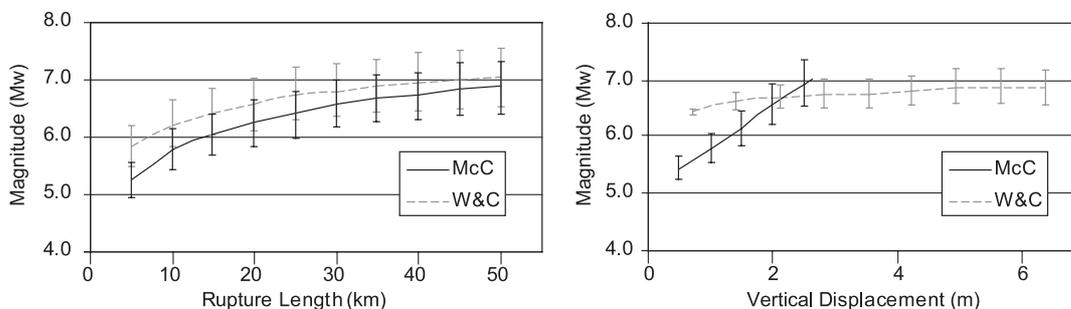 8.0
7.0
6.0
5.0
4.0
Magnitude (Mw)
McC
W&C
0
10
20
30
40
50
Rupture Length (km)
8.0
7.0
6.0
5.0
4.0
Magnitude (Mw)
McC
W&C
0
2
4
6
Vertical Displacement (m)